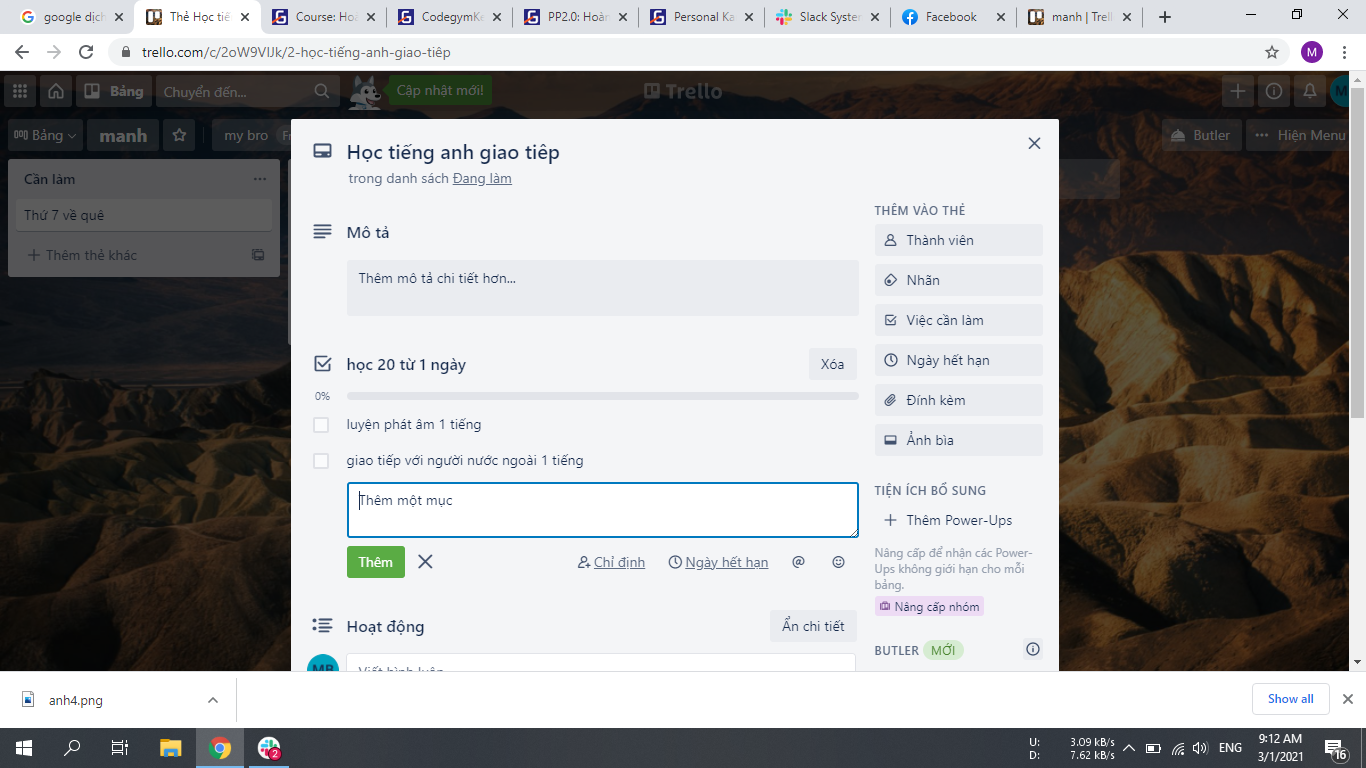 google dịch
Thẻ Học tiế
Course: Hoà
CodegymKe
PP2.0: Hoàn
Personal Ka
Slack System
Facebook
manh | Trell
trello.com/c/2oW9VIJk/2-học-tiếng-anh-giao-tiêp
M
Bảng
Chuyển đến...
Cập nhật mới!
Trello
M
Bảng
manh
my bro
Butler
Hiện Menu
Cần làm
Thứ 7 về quê
Thêm thẻ khác
Học tiếng anh giao tiêp
trong danh sách Đang làm
Mô tả
Thêm mô tả chi tiết hơn...
học 20 từ 1 ngày
Xóa
0%
luyện phát âm 1 tiếng
giao tiếp với người nước ngoài 1 tiếng
Thêm một mục
Thêm
Chỉ định
Ngày hết hạn
Hoạt động
Ẩn chi tiết
MB
Viết bình luận
THÊM VÀO THẺ
Thành viên
Nhãn
Việc cần làm
Ngày hết hạn
Đính kèm
Ảnh bìa
TIỆN ÍCH BỔ SUNG
Thêm Power-Ups
Nâng cấp để nhận các Power-
Ups không giới hạn cho mỗi
bảng.
Nâng cấp nhóm
BUTLER MỚI
anh4.png
Show all
2
U: 3.09 kB/s
D: 7.62 kB/s
ENG
9:12 AM
3/1/2021
16